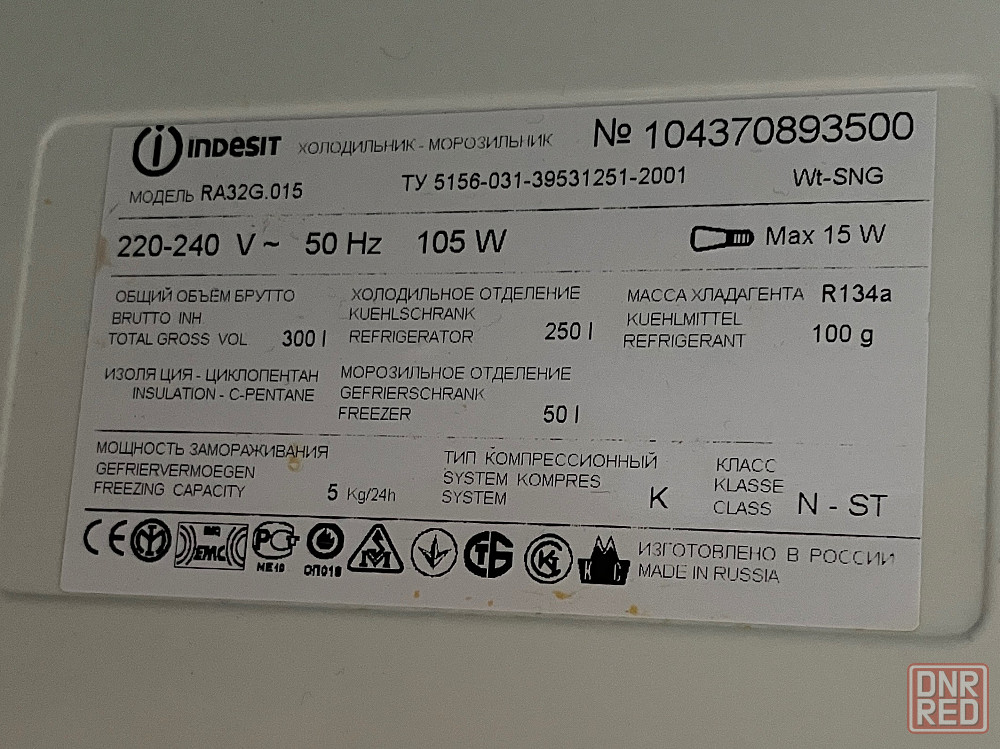 INDESIT ХОЛОДИЛЬНИК - МОРОЗИЛЬНИК № 104370893500
МОДЕЛЬ RA32G.015 ТУ 5156-031-39531251-2001 Wt-SNG
220-240 V ~ 50 Hz 105 W Max 15 W
ОБЩИЙ ОБЪЕМ БРУТТО
BRUTTO INH.
TOTAL GROSS VOL 300 l
ХОЛОДИЛЬНОЕ ОТДЕЛЕНИЕ
KUEHLSCHRANK
REFRIGERATOR 250 l
МАССА ХЛАДАГЕНТА R134a
KUEHLMITTEL
REFRIGERANT 100 g
ИЗОЛЯЦИЯ - ЦИКЛОПЕНТАН
INSULATION - C-PENTANE
МОРОЗИЛЬНОЕ ОТДЕЛЕНИЕ
GEFRIERSCHRANK
FREEZER 50 l
МОЩНОСТЬ ЗАМОРАЖИВАНИЯ
GEFRIERVERMOEGEN
FREEZING CAPACITY 5 Kg/24h
ТИП КОМПРЕССИОННЫЙ
SYSTEM KOMPRES
SYSTEM K
КЛАСС
KLASSE
CLASS N - ST
CE EMC РСТ
ME10 ОП018
ИЗГОТОВЛЕНО В РОССИИ
MADE IN RUSSIA
DNR
RED